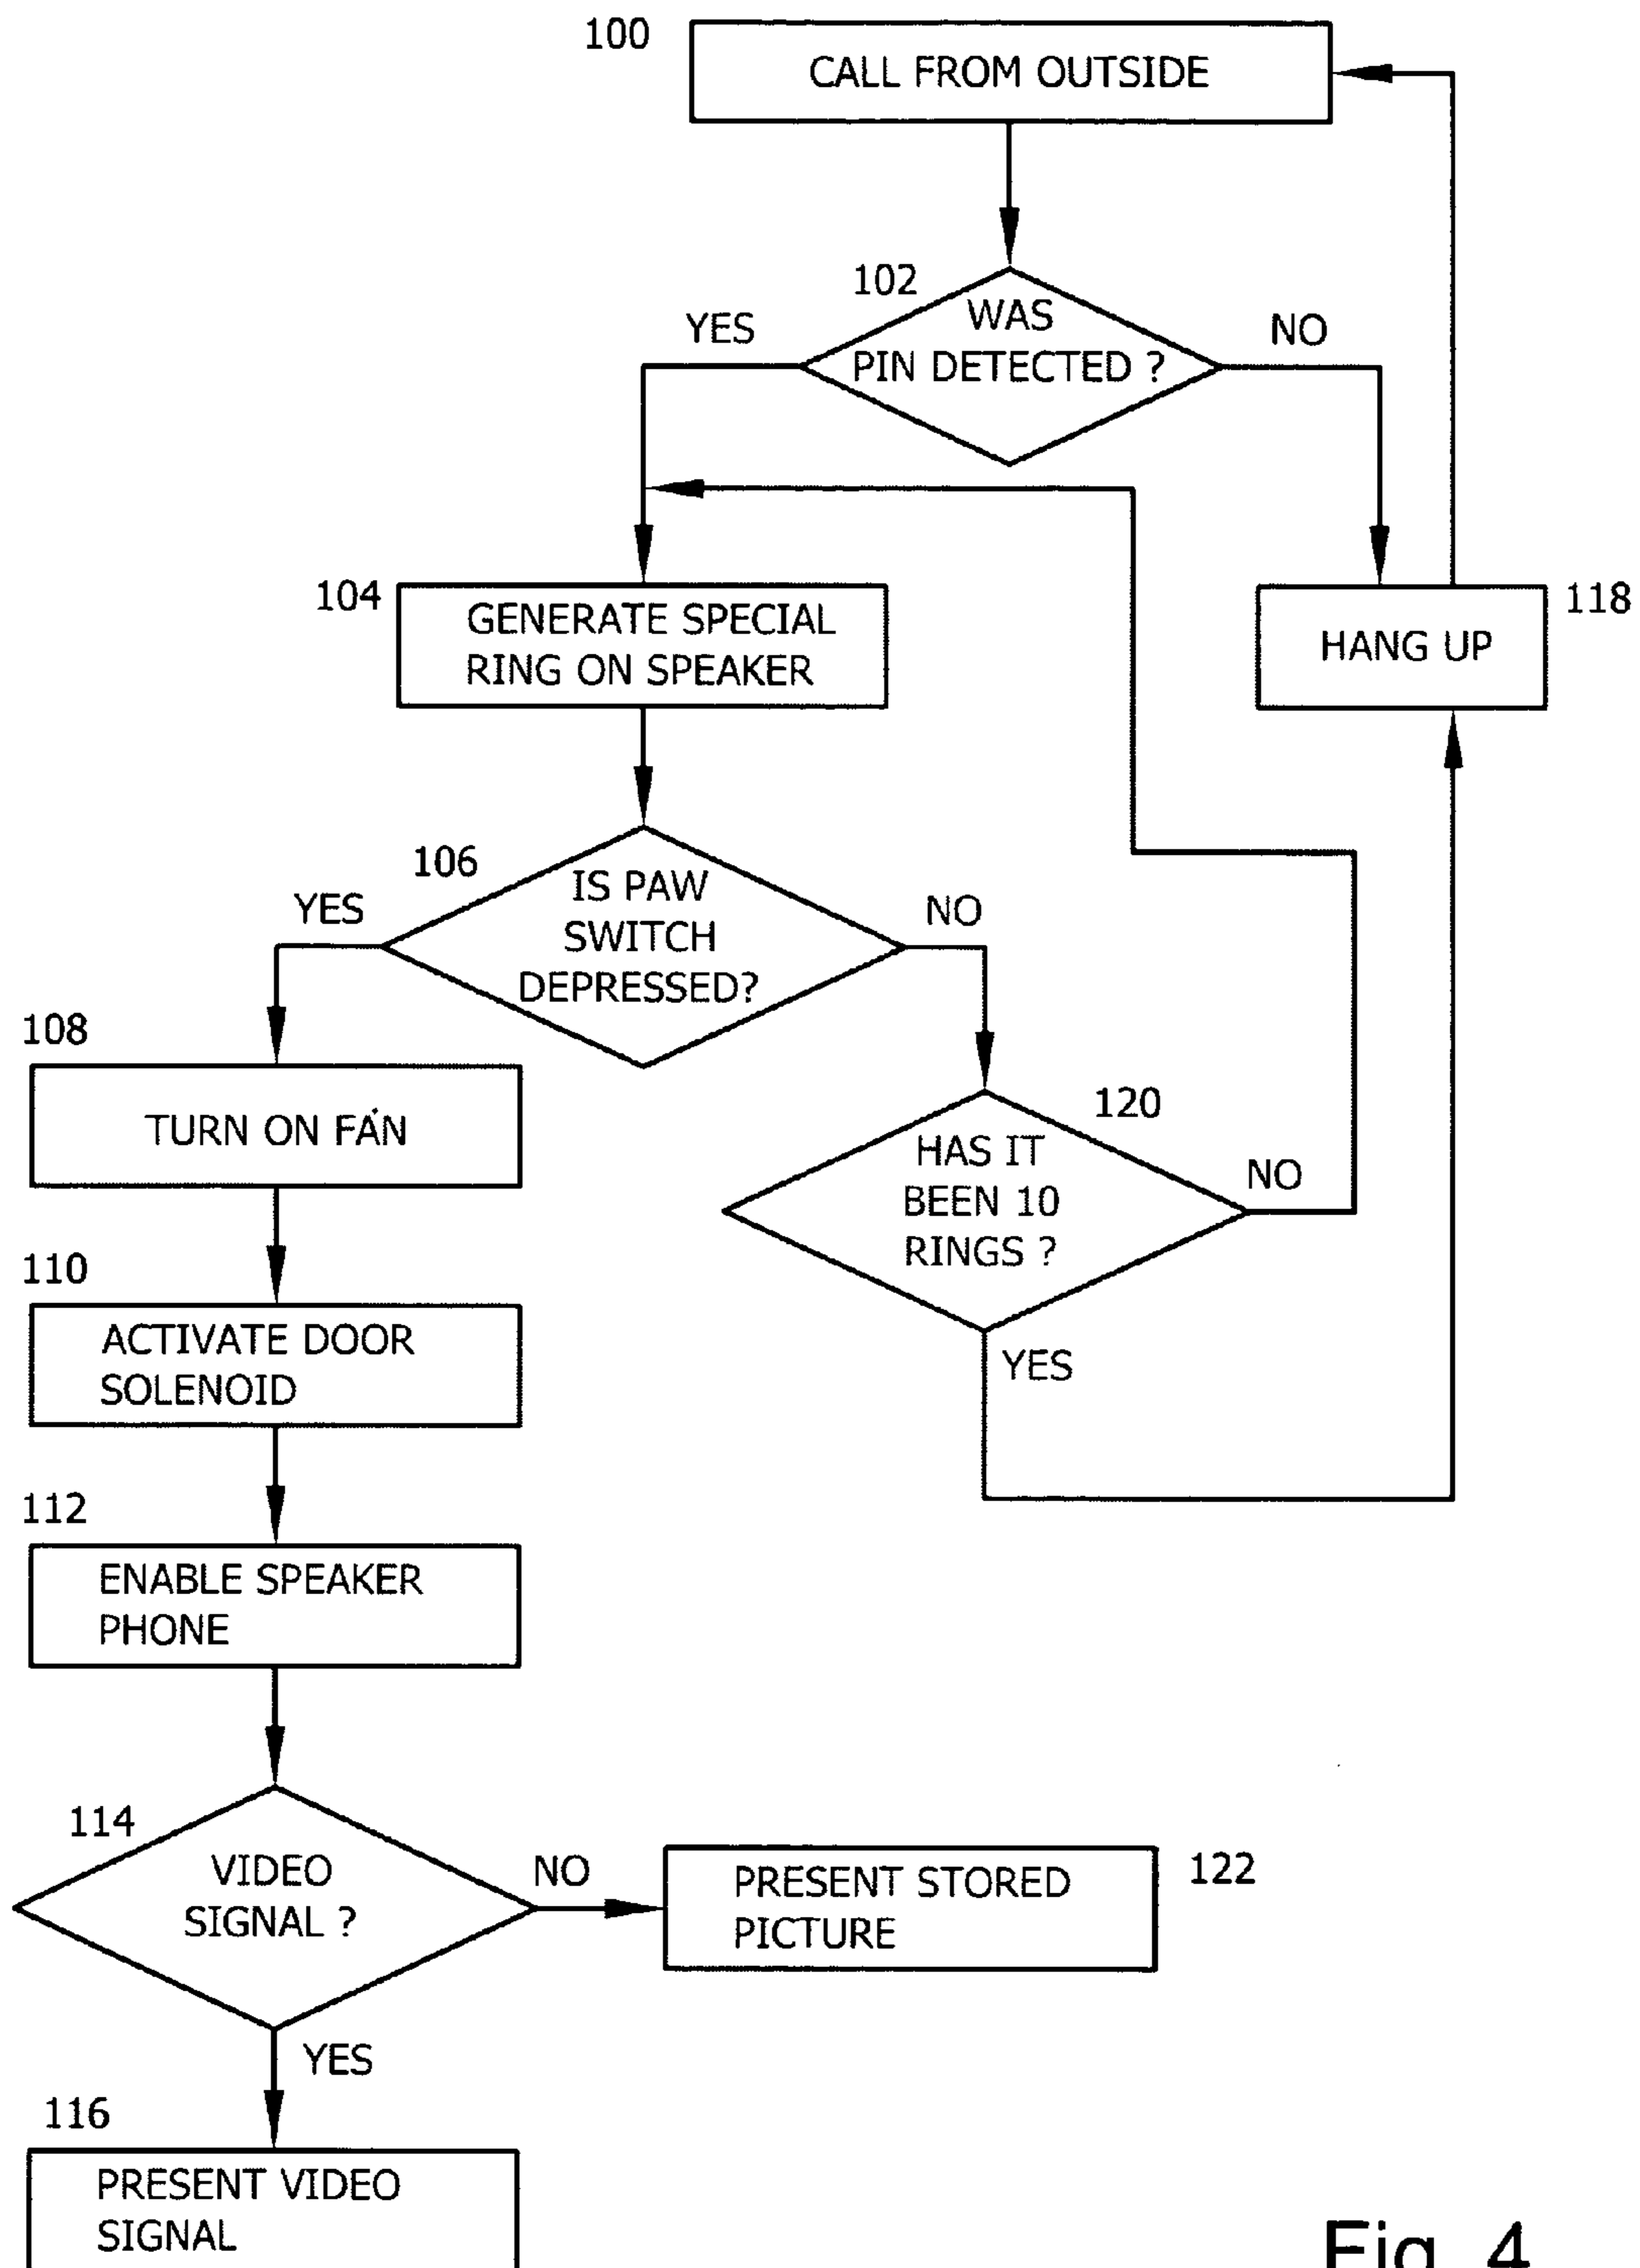 100
CALL FROM OUTSIDE
102
WAS
PIN DETECTED ?
YES
NO
104
GENERATE SPECIAL
RING ON SPEAKER
118
HANG UP
106
IS PAW
SWITCH
DEPRESSED?
YES
NO
108
TURN ON FAN
120
HAS IT
BEEN 10
RINGS ?
NO
YES
110
ACTIVATE DOOR
SOLENOID
112
ENABLE SPEAKER
PHONE
114
VIDEO
SIGNAL ?
NO
122
PRESENT STORED
PICTURE
YES
116
PRESENT VIDEO
SIGNAL
Fig. 4